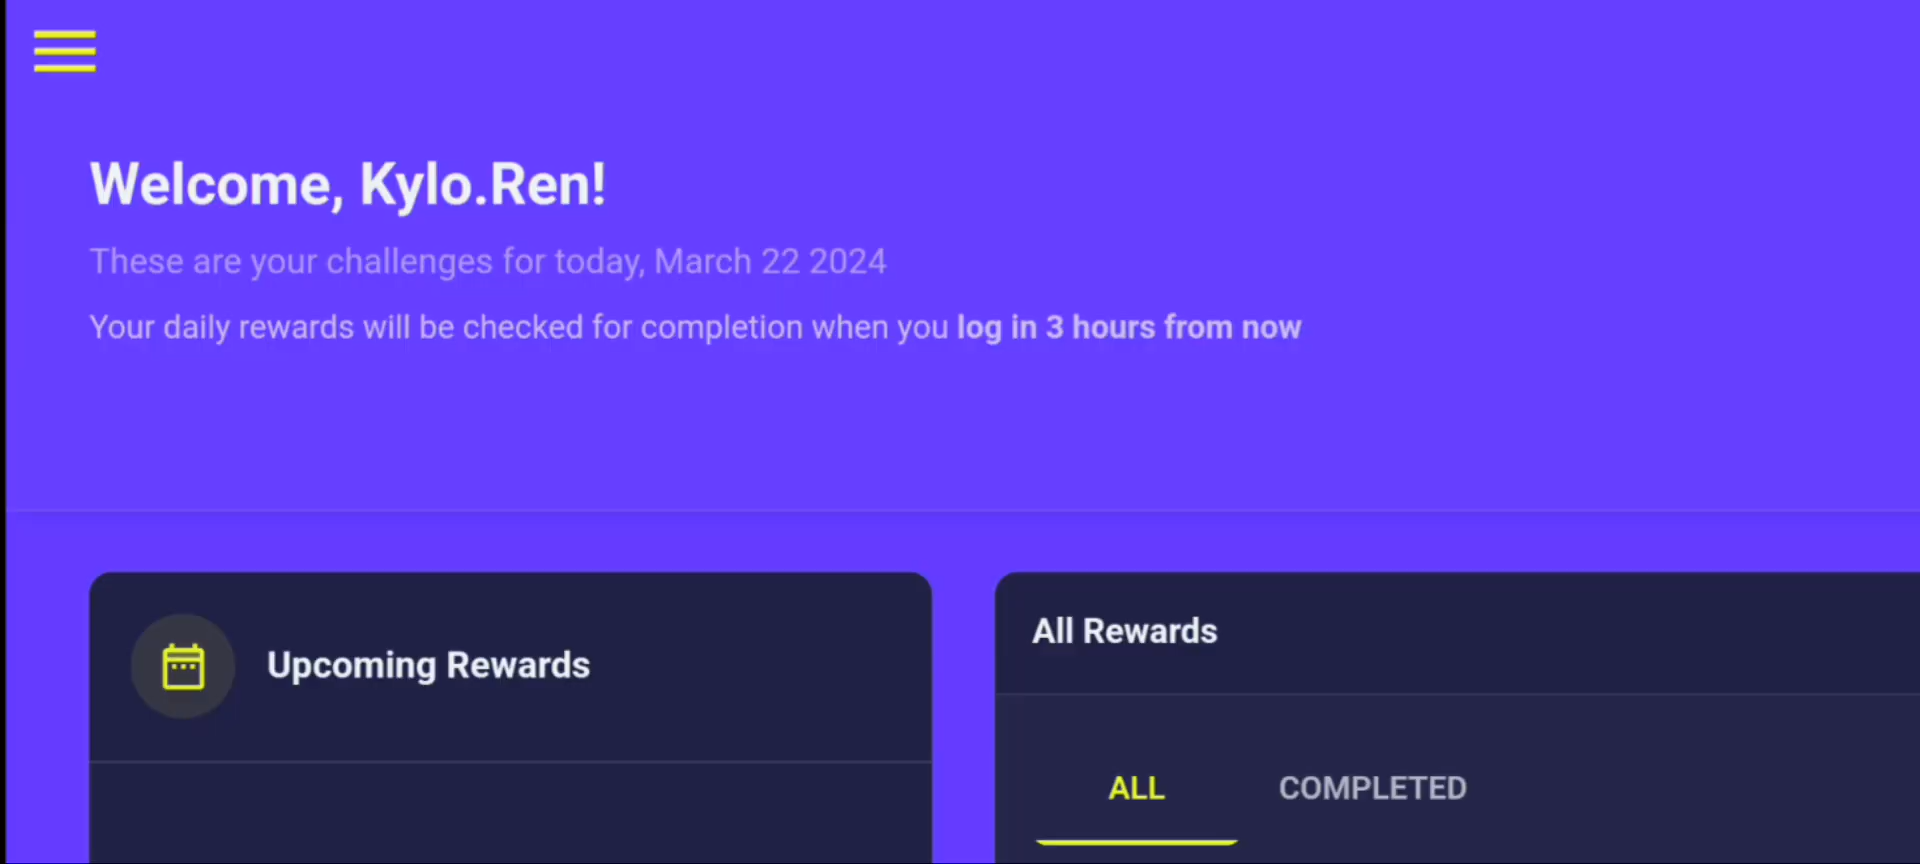 Welcome, Kylo.Ren!
These are your challenges for today, March 22 2024
Your daily rewards will be checked for completion when you log in 3 hours from now
Upcoming Rewards
All Rewards
ALL COMPLETED